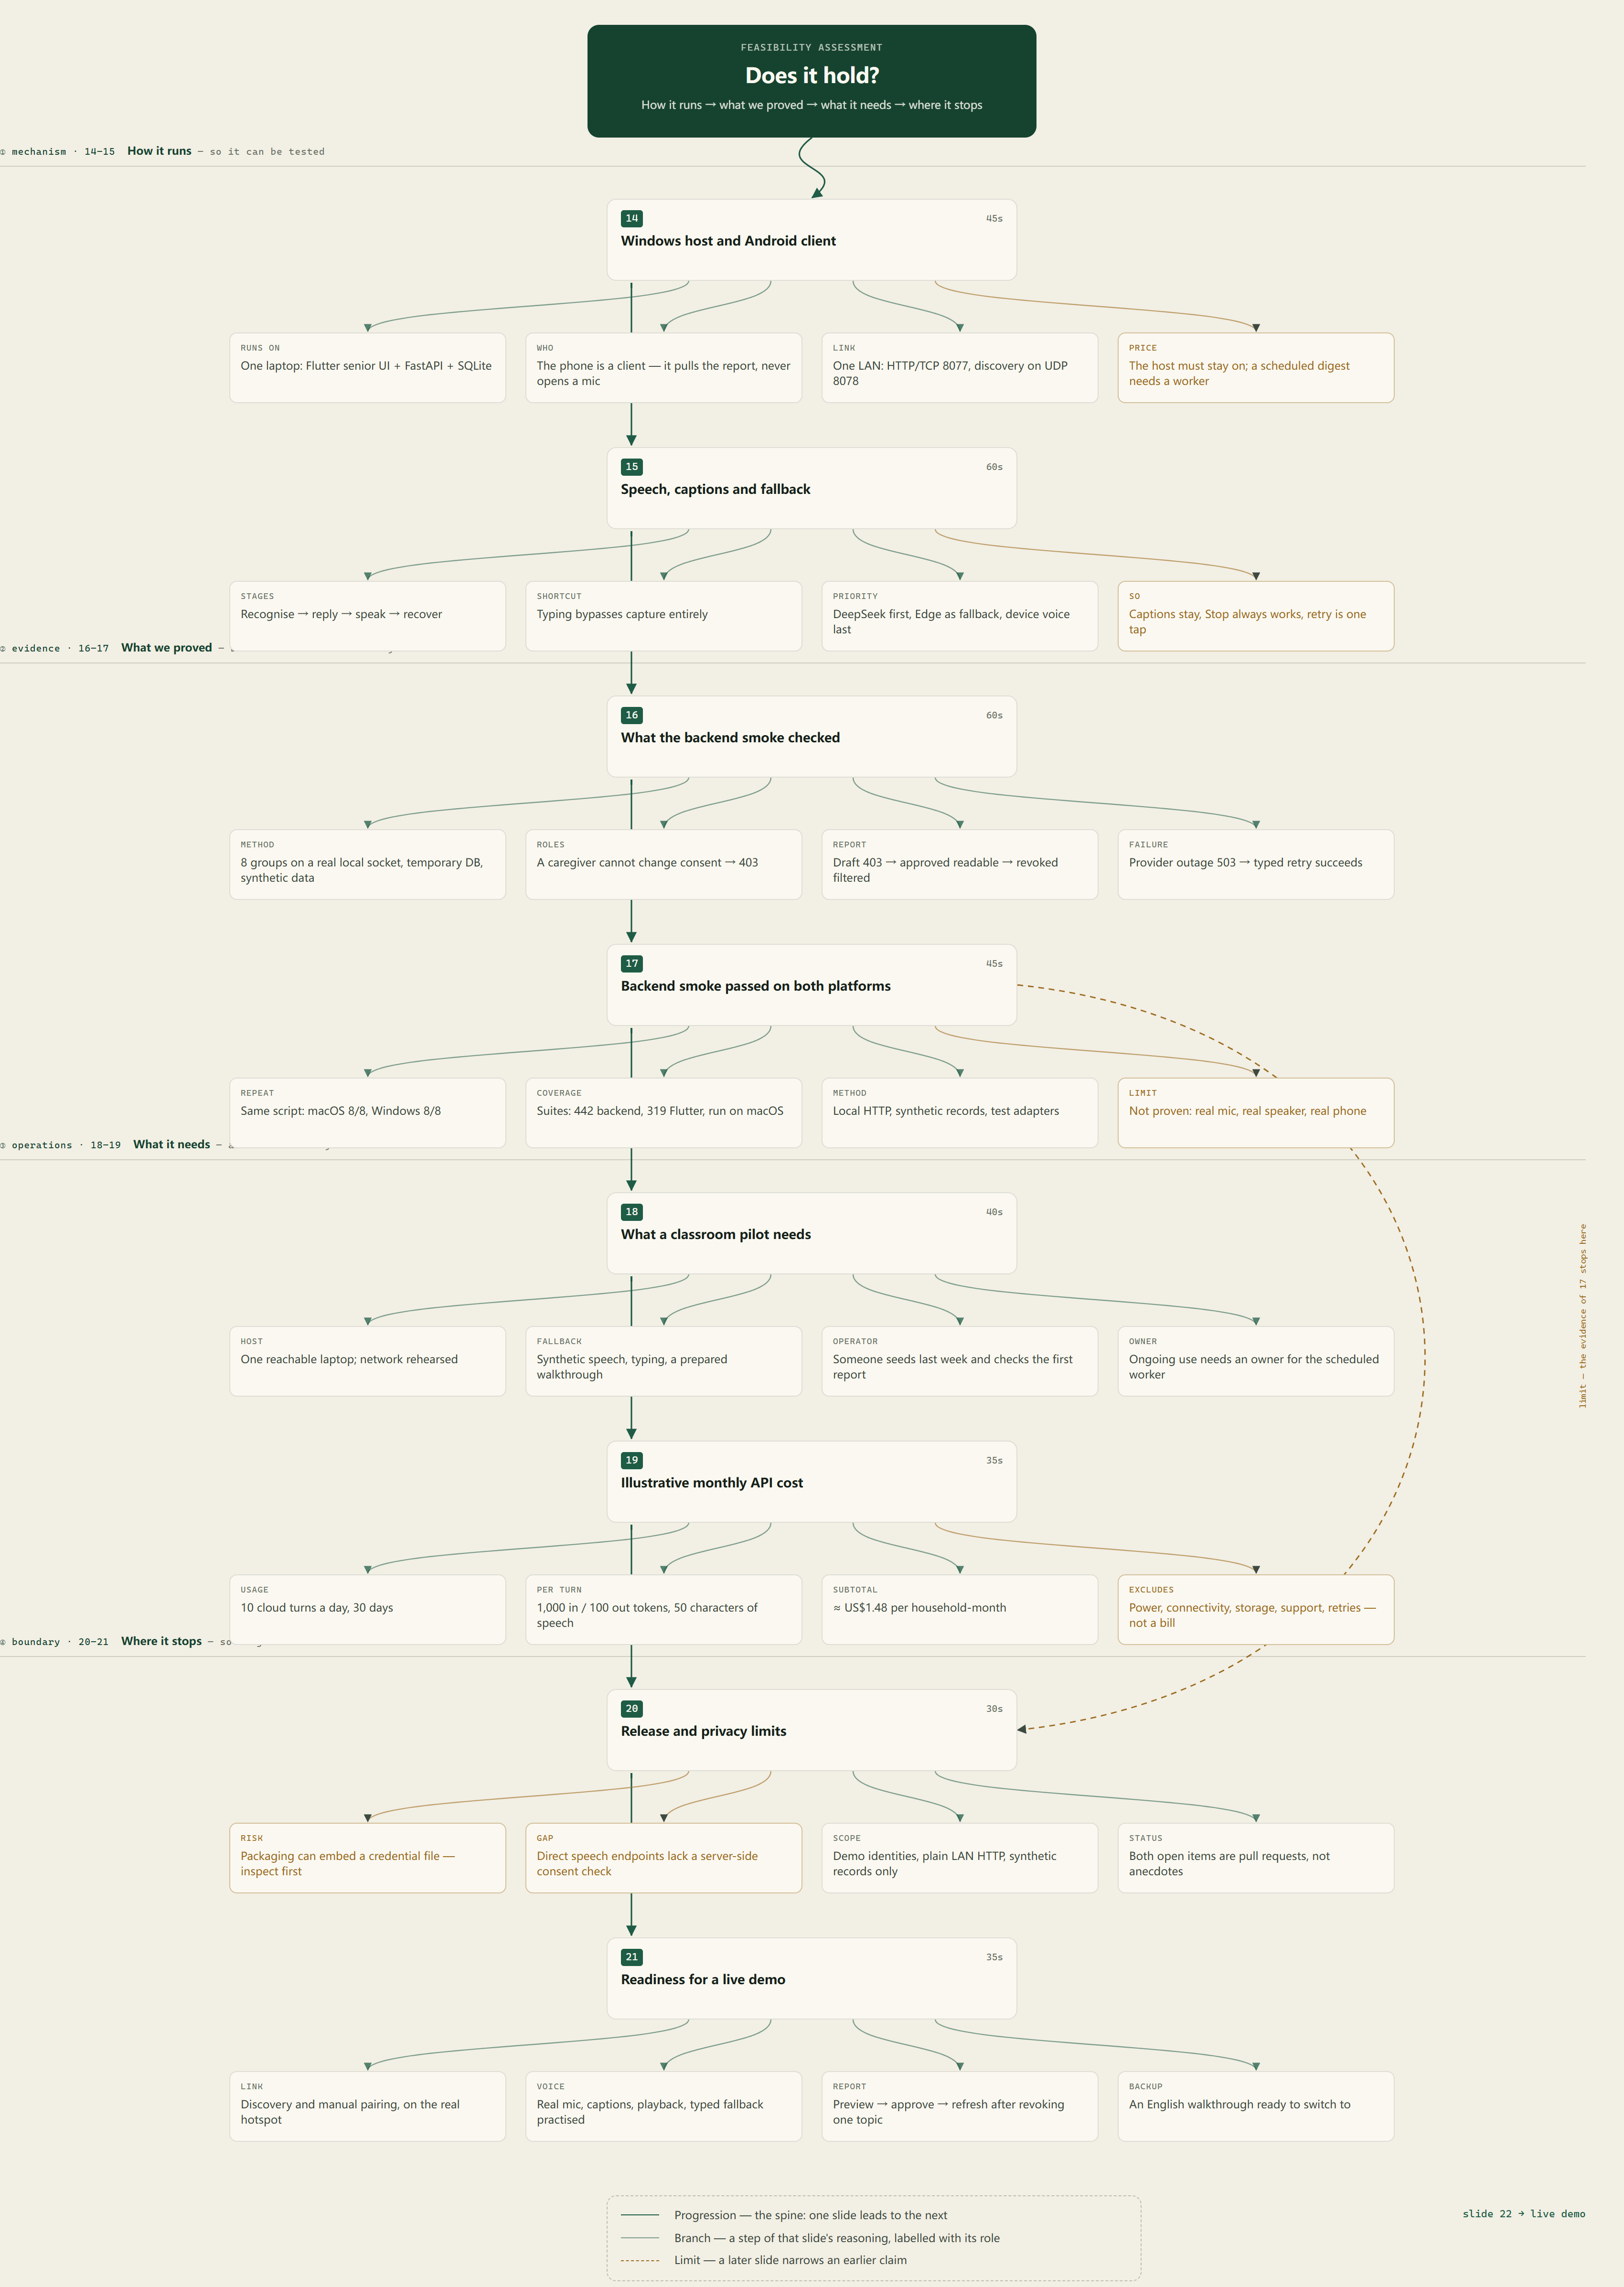 FEASIBILITY ASSESSMENT
Does it hold?
How it runs → what we proved → what it needs → where it stops
① mechanism · 14–15 How it runs — so it can be tested
14 45s
Windows host and Android client
RUNS ON
One laptop: Flutter senior UI + FastAPI + SQLite
WHO
The phone is a client — it pulls the report, never
opens a mic
LINK
One LAN: HTTP/TCP 8077, discovery on UDP
8078
PRICE
The host must stay on; a scheduled digest
needs a worker
15 60s
Speech, captions and fallback
STAGES
Recognise → reply → speak → recover
SHORTCUT
Typing bypasses capture entirely
PRIORITY
DeepSeek first, Edge as fallback, device voice
last
SO
Captions stay, Stop always works, retry is one
tap
② evidence · 16–17 What we proved —
16 60s
What the backend smoke checked
METHOD
8 groups on a real local socket, temporary DB,
synthetic data
ROLES
A caregiver cannot change consent → 403
REPORT
Draft 403 → approved readable → revoked
filtered
FAILURE
Provider outage 503 → typed retry succeeds
17 45s
Backend smoke passed on both platforms
REPEAT
Same script: macOS 8/8, Windows 8/8
COVERAGE
Suites: 442 backend, 319 Flutter, run on macOS
METHOD
Local HTTP, synthetic records, test adapters
LIMIT
Not proven: real mic, real speaker, real phone
③ operations · 18–19 What it needs —
18 40s
What a classroom pilot needs
HOST
One reachable laptop; network rehearsed
FALLBACK
Synthetic speech, typing, a prepared
walkthrough
OPERATOR
Someone seeds last week and checks the first
report
OWNER
Ongoing use needs an owner for the scheduled
worker
limit — the evidence of 17 stops here
19 35s
Illustrative monthly API cost
USAGE
10 cloud turns a day, 30 days
PER TURN
1,000 in / 100 out tokens, 50 characters of
speech
SUBTOTAL
≈ US$1.48 per household-month
EXCLUDES
Power, connectivity, storage, support, retries —
not a bill
④ boundary · 20–21 Where it stops — so
20 30s
Release and privacy limits
RISK
Packaging can embed a credential file —
inspect first
GAP
Direct speech endpoints lack a server-side
consent check
SCOPE
Demo identities, plain LAN HTTP, synthetic
records only
STATUS
Both open items are pull requests, not
anecdotes
21 35s
Readiness for a live demo
LINK
Discovery and manual pairing, on the real
hotspot
VOICE
Real mic, captions, playback, typed fallback
practised
REPORT
Preview → approve → refresh after revoking
one topic
BACKUP
An English walkthrough ready to switch to
Progression — the spine: one slide leads to the next
Branch — a step of that slide's reasoning, labelled with its role
Limit — a later slide narrows an earlier claim
slide 22 → live demo